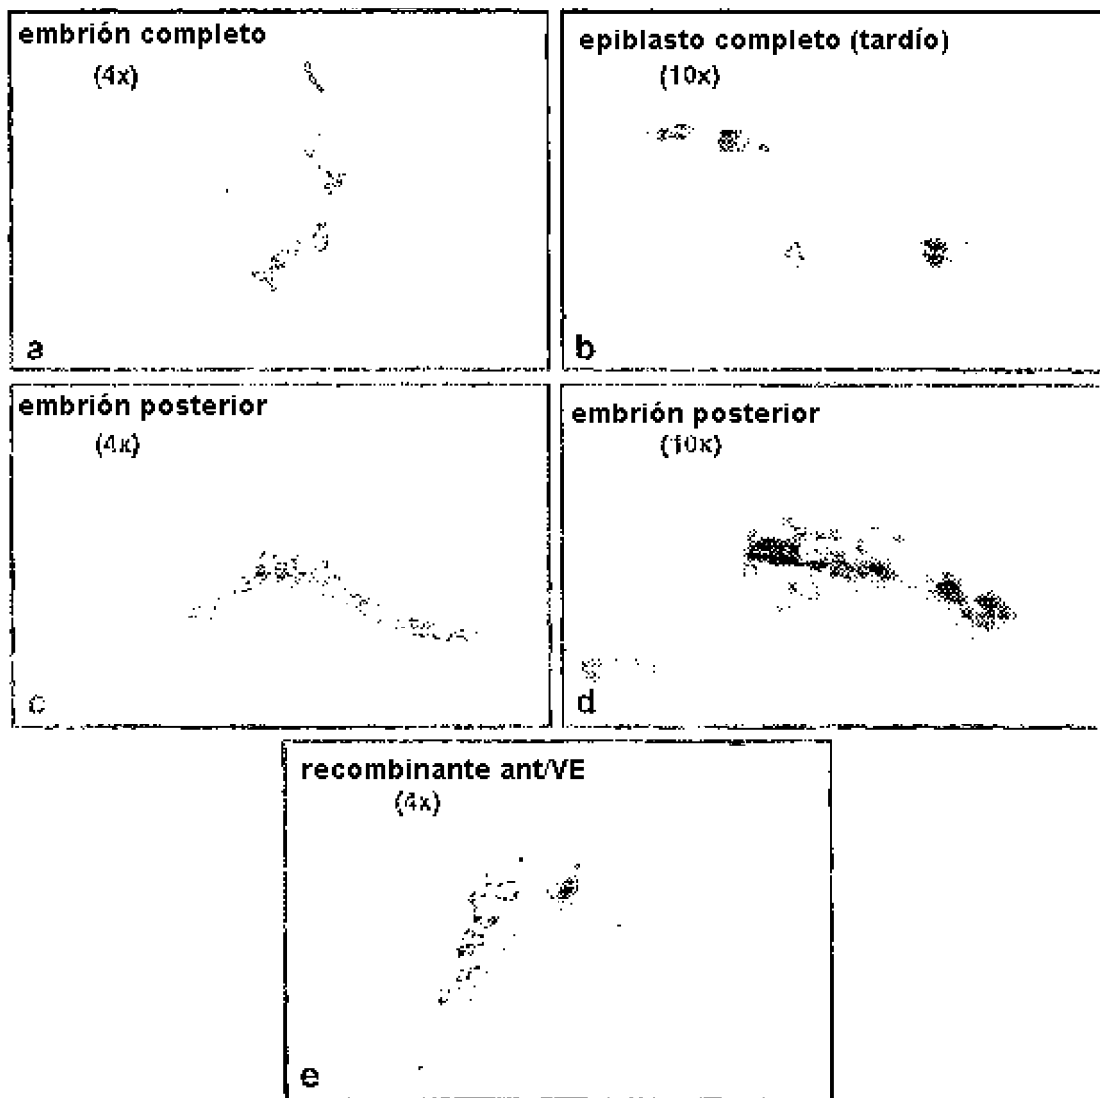 embrión completo
(4x)
a
epiblasto completo (tardío)
(10x)
b
embrión posterior
(4x)
c
embrión posterior
(10x)
d
recombinante ant/VE
(4x)
e